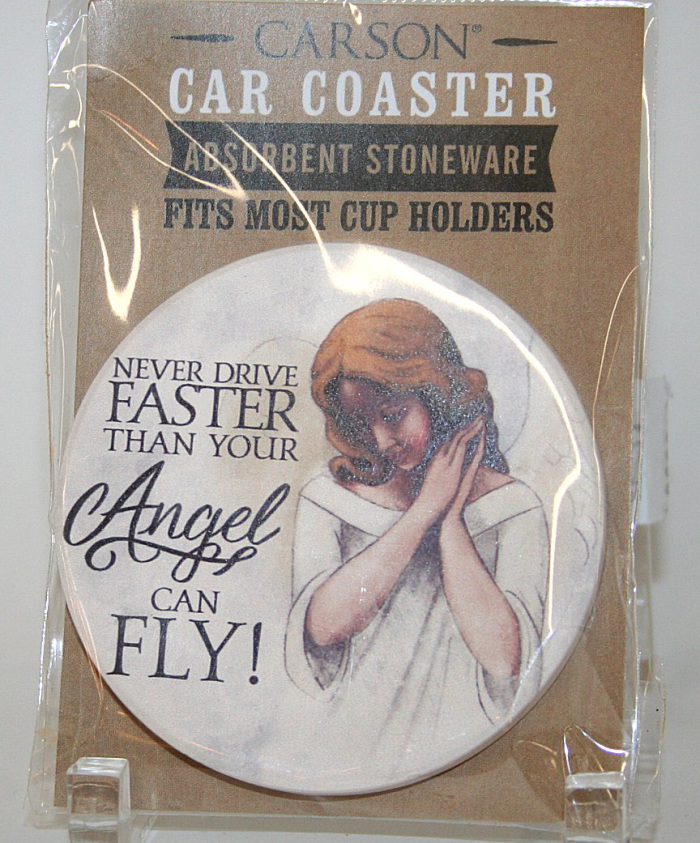 CARSON®
CAR COASTER
ABSORBENT STONEWARE
FITS MOST CUP HOLDERS
NEVER DRIVE
FASTER
THAN YOUR
Angel
CAN
FLY!